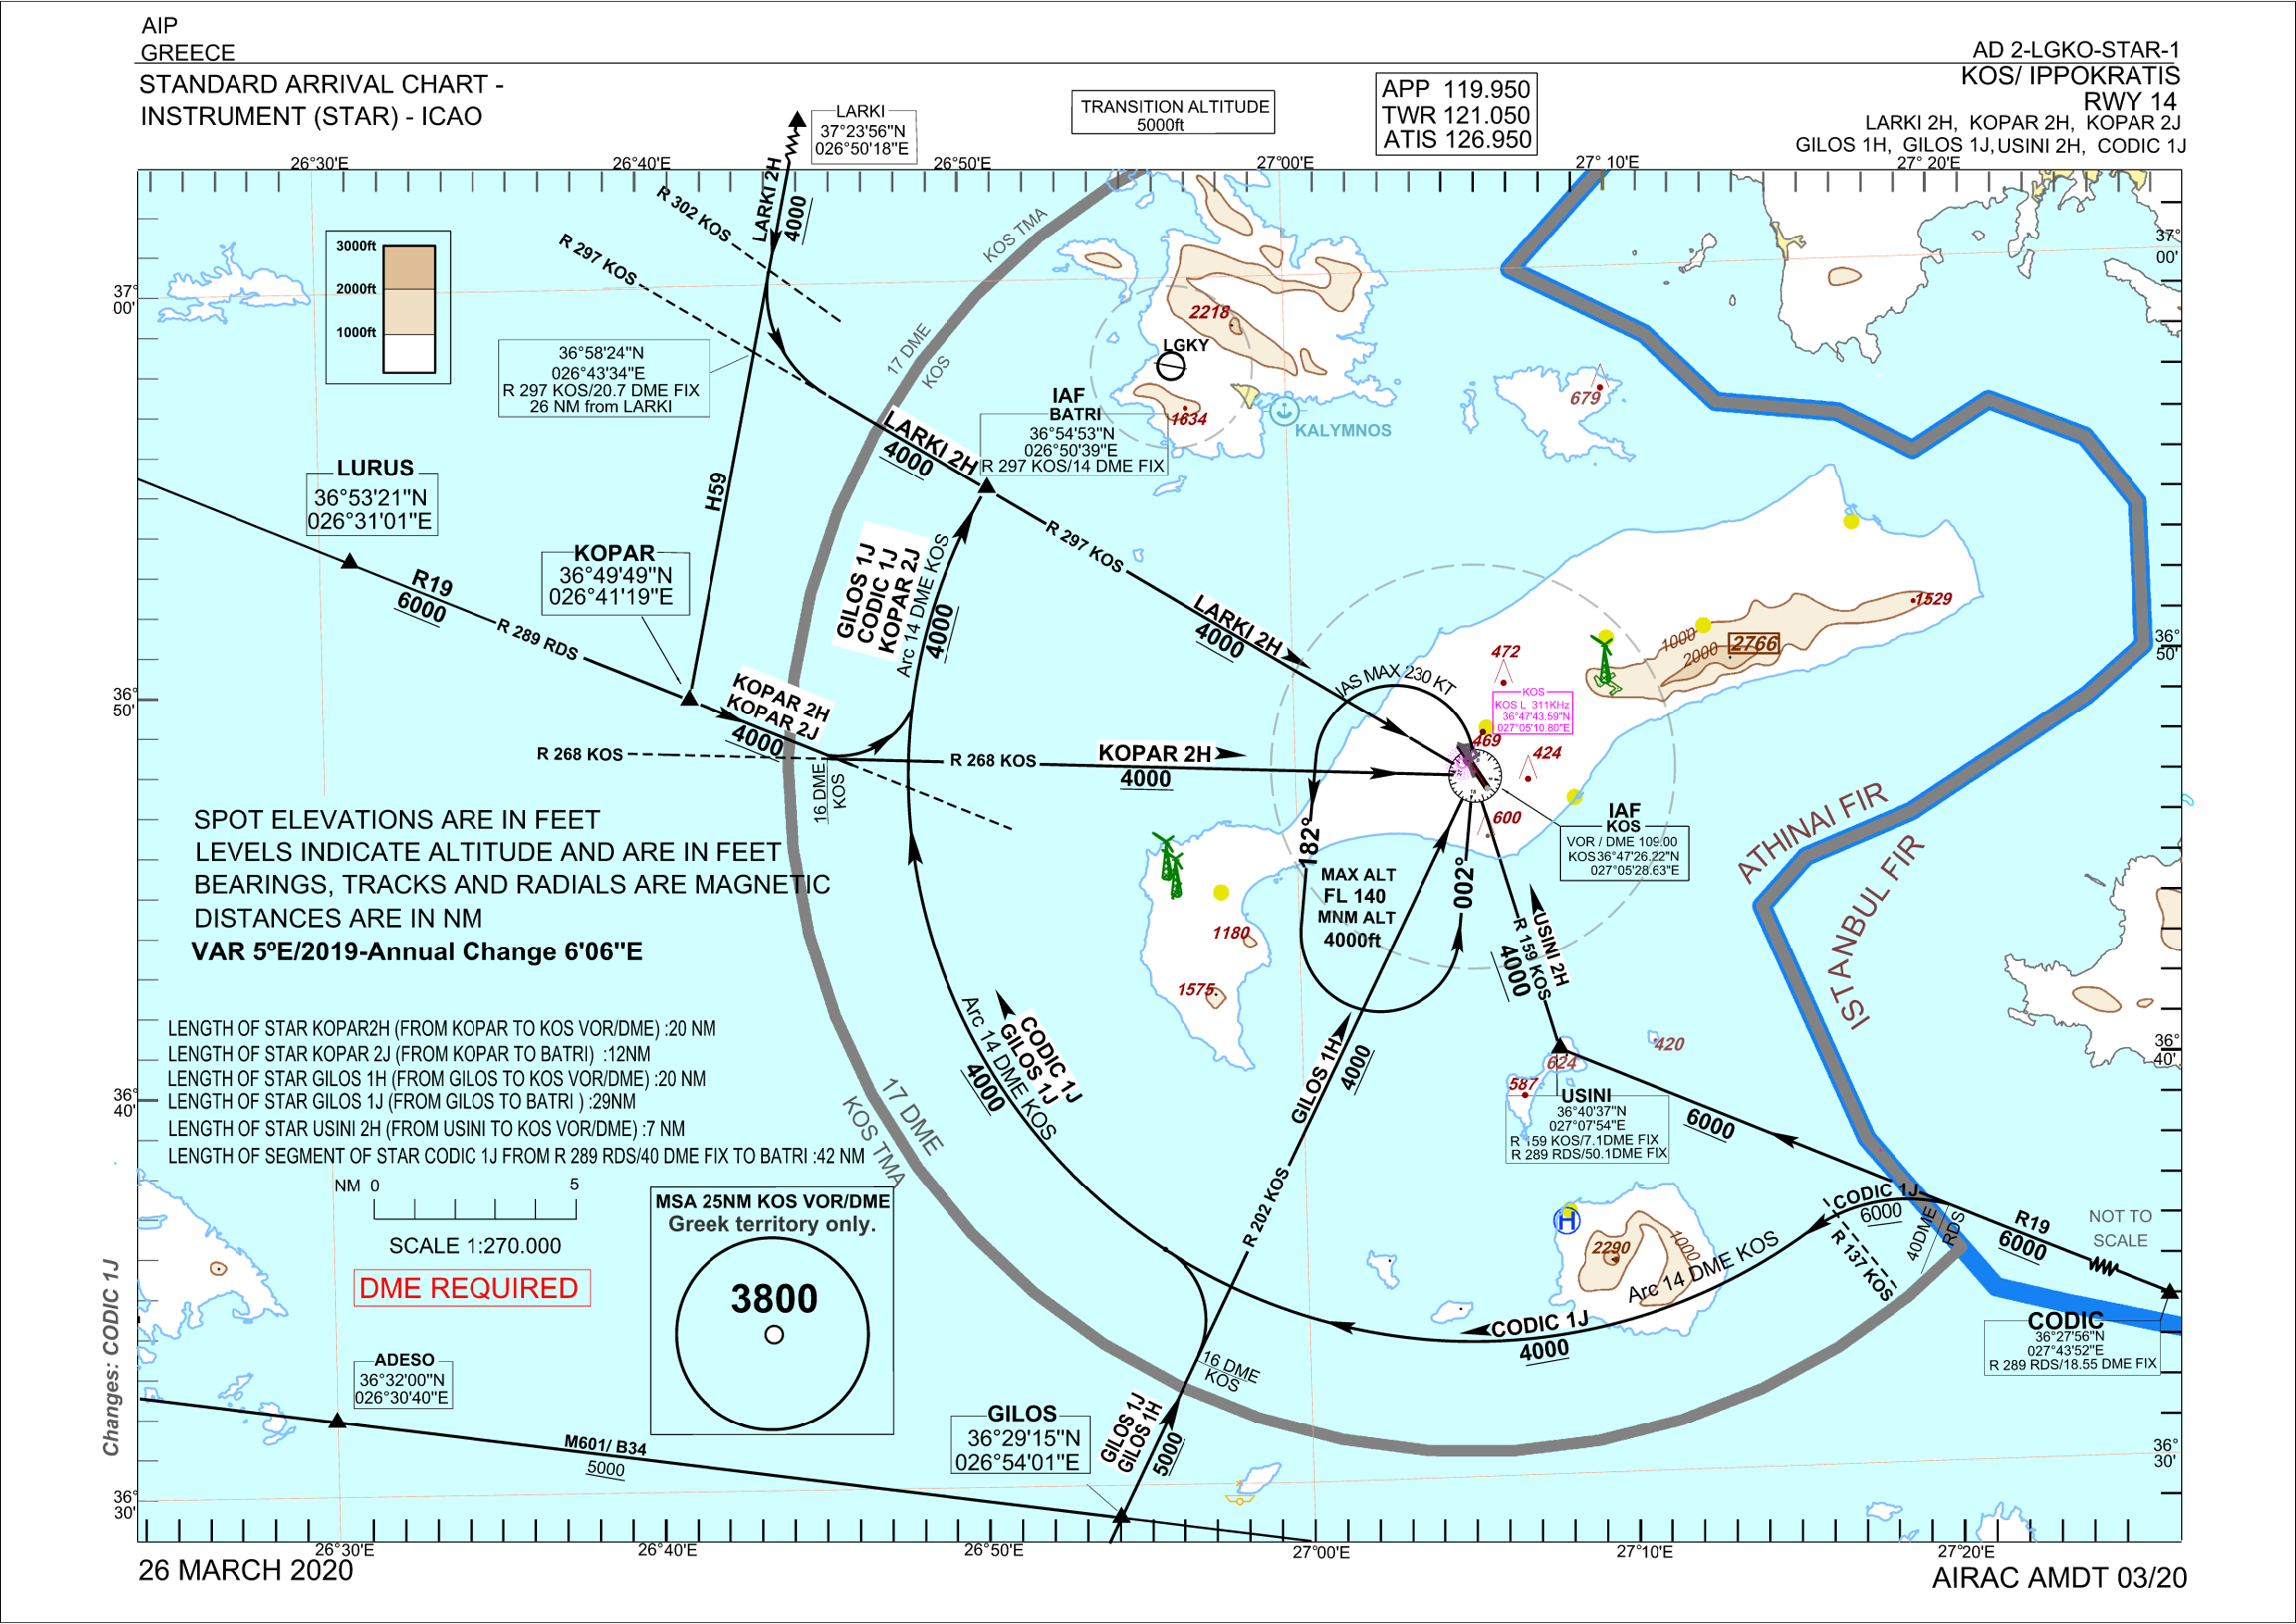 AIP
GREECE
AD 2-LGKO-STAR-1
STANDARD ARRIVAL CHART -
INSTRUMENT (STAR) - ICAO
KOS/ IPPOKRATIS
RWY 14
LARKI 2H, KOPAR 2H, KOPAR 2J
GILOS 1H, GILOS 1J, USINI 2H, CODIC 1J
APP 119.950
TWR 121.050
ATIS 126.950
TRANSITION ALTITUDE
5000ft
LARKI
37°23'56"N
026°50'18"E
26°30'E
26°40'E
26°50'E
27°00'E
27° 10'E
27° 20'E
LARKI 2H
4000
R 302 KOS
R 297 KOS
KOS TMA
17 DME
KOS
3000ft
2000ft
1000ft
37°
00'
37°
00'
36°58'24"N
026°43'34"E
R 297 KOS/20.7 DME FIX
26 NM from LARKI
2218
LGKY
1634
KALYMNOS
679
IAF
BATRI
36°54'53"N
026°50'39"E
R 297 KOS/14 DME FIX
LARKI 2H
4000
LURUS
36°53'21"N
026°31'01"E
H59
KOPAR
36°49'49"N
026°41'19"E
R19
6000
R 289 RDS
GILOS 1J
CODIC 1J
KOPAR 2J
Arc 14 DME KOS
4000
R 297 KOS
LARKI 2H
4000
1529
1000
2000
2766
36°
50'
36°
50'
472
IAS MAX 230 KT
KOS
KOS L 311KHz
36°47'43.59"N
027°05'10.80"E
469
424
600
KOPAR 2H
KOPAR 2J
4000
R 268 KOS
16 DME
KOS
R 268 KOS
KOPAR 2H
4000
IAF
KOS
VOR / DME 109.00
KOS 36°47'26.22"N
027°05'28.63"E
182°
002°
MAX ALT
FL 140
MNM ALT
4000ft
ATHINAI FIR
ISTANBUL FIR
SPOT ELEVATIONS ARE IN FEET
LEVELS INDICATE ALTITUDE AND ARE IN FEET
BEARINGS, TRACKS AND RADIALS ARE MAGNETIC
DISTANCES ARE IN NM
VAR 5ºE/2019-Annual Change 6'06"E
1180
1575
USINI 2H
R 159 KOS
4000
CODIC 1J
GILOS 1J
Arc 14 DME KOS
4000
LENGTH OF STAR KOPAR2H (FROM KOPAR TO KOS VOR/DME) :20 NM
LENGTH OF STAR KOPAR 2J (FROM KOPAR TO BATRI) :12NM
LENGTH OF STAR GILOS 1H (FROM GILOS TO KOS VOR/DME) :20 NM
LENGTH OF STAR GILOS 1J (FROM GILOS TO BATRI ) :29NM
LENGTH OF STAR USINI 2H (FROM USINI TO KOS VOR/DME) :7 NM
LENGTH OF SEGMENT OF STAR CODIC 1J FROM R 289 RDS/40 DME FIX TO BATRI :42 NM
36°
40'
36°
40'
17 DME
KOS TMA
GILOS 1H
4000
R 202 KOS
420
624
587
USINI
36°40'37"N
027°07'54"E
R 159 KOS/7.1DME FIX
R 289 RDS/50.1DME FIX
6000
NM 0 5
SCALE 1:270.000
DME REQUIRED
MSA 25NM KOS VOR/DME
Greek territory only.
3800
H
2290
1000
Arc 14 DME KOS
CODIC 1J
6000
R 137 KOS
40DME
RDS
R19
6000
NOT TO
SCALE
CODIC 1J
4000
CODIC
36°27'56"N
027°43'52"E
R 289 RDS/18.55 DME FIX
16 DME
KOS
ADESO
36°32'00"N
026°30'40"E
M601/ B34
5000
GILOS
36°29'15"N
026°54'01"E
GILOS 1J
GILOS 1H
5000
36°
30'
36°
30'
26°30'E
26°40'E
26°50'E
27°00'E
27°10'E
27°20'E
Changes: CODIC 1J
26 MARCH 2020
AIRAC AMDT 03/20